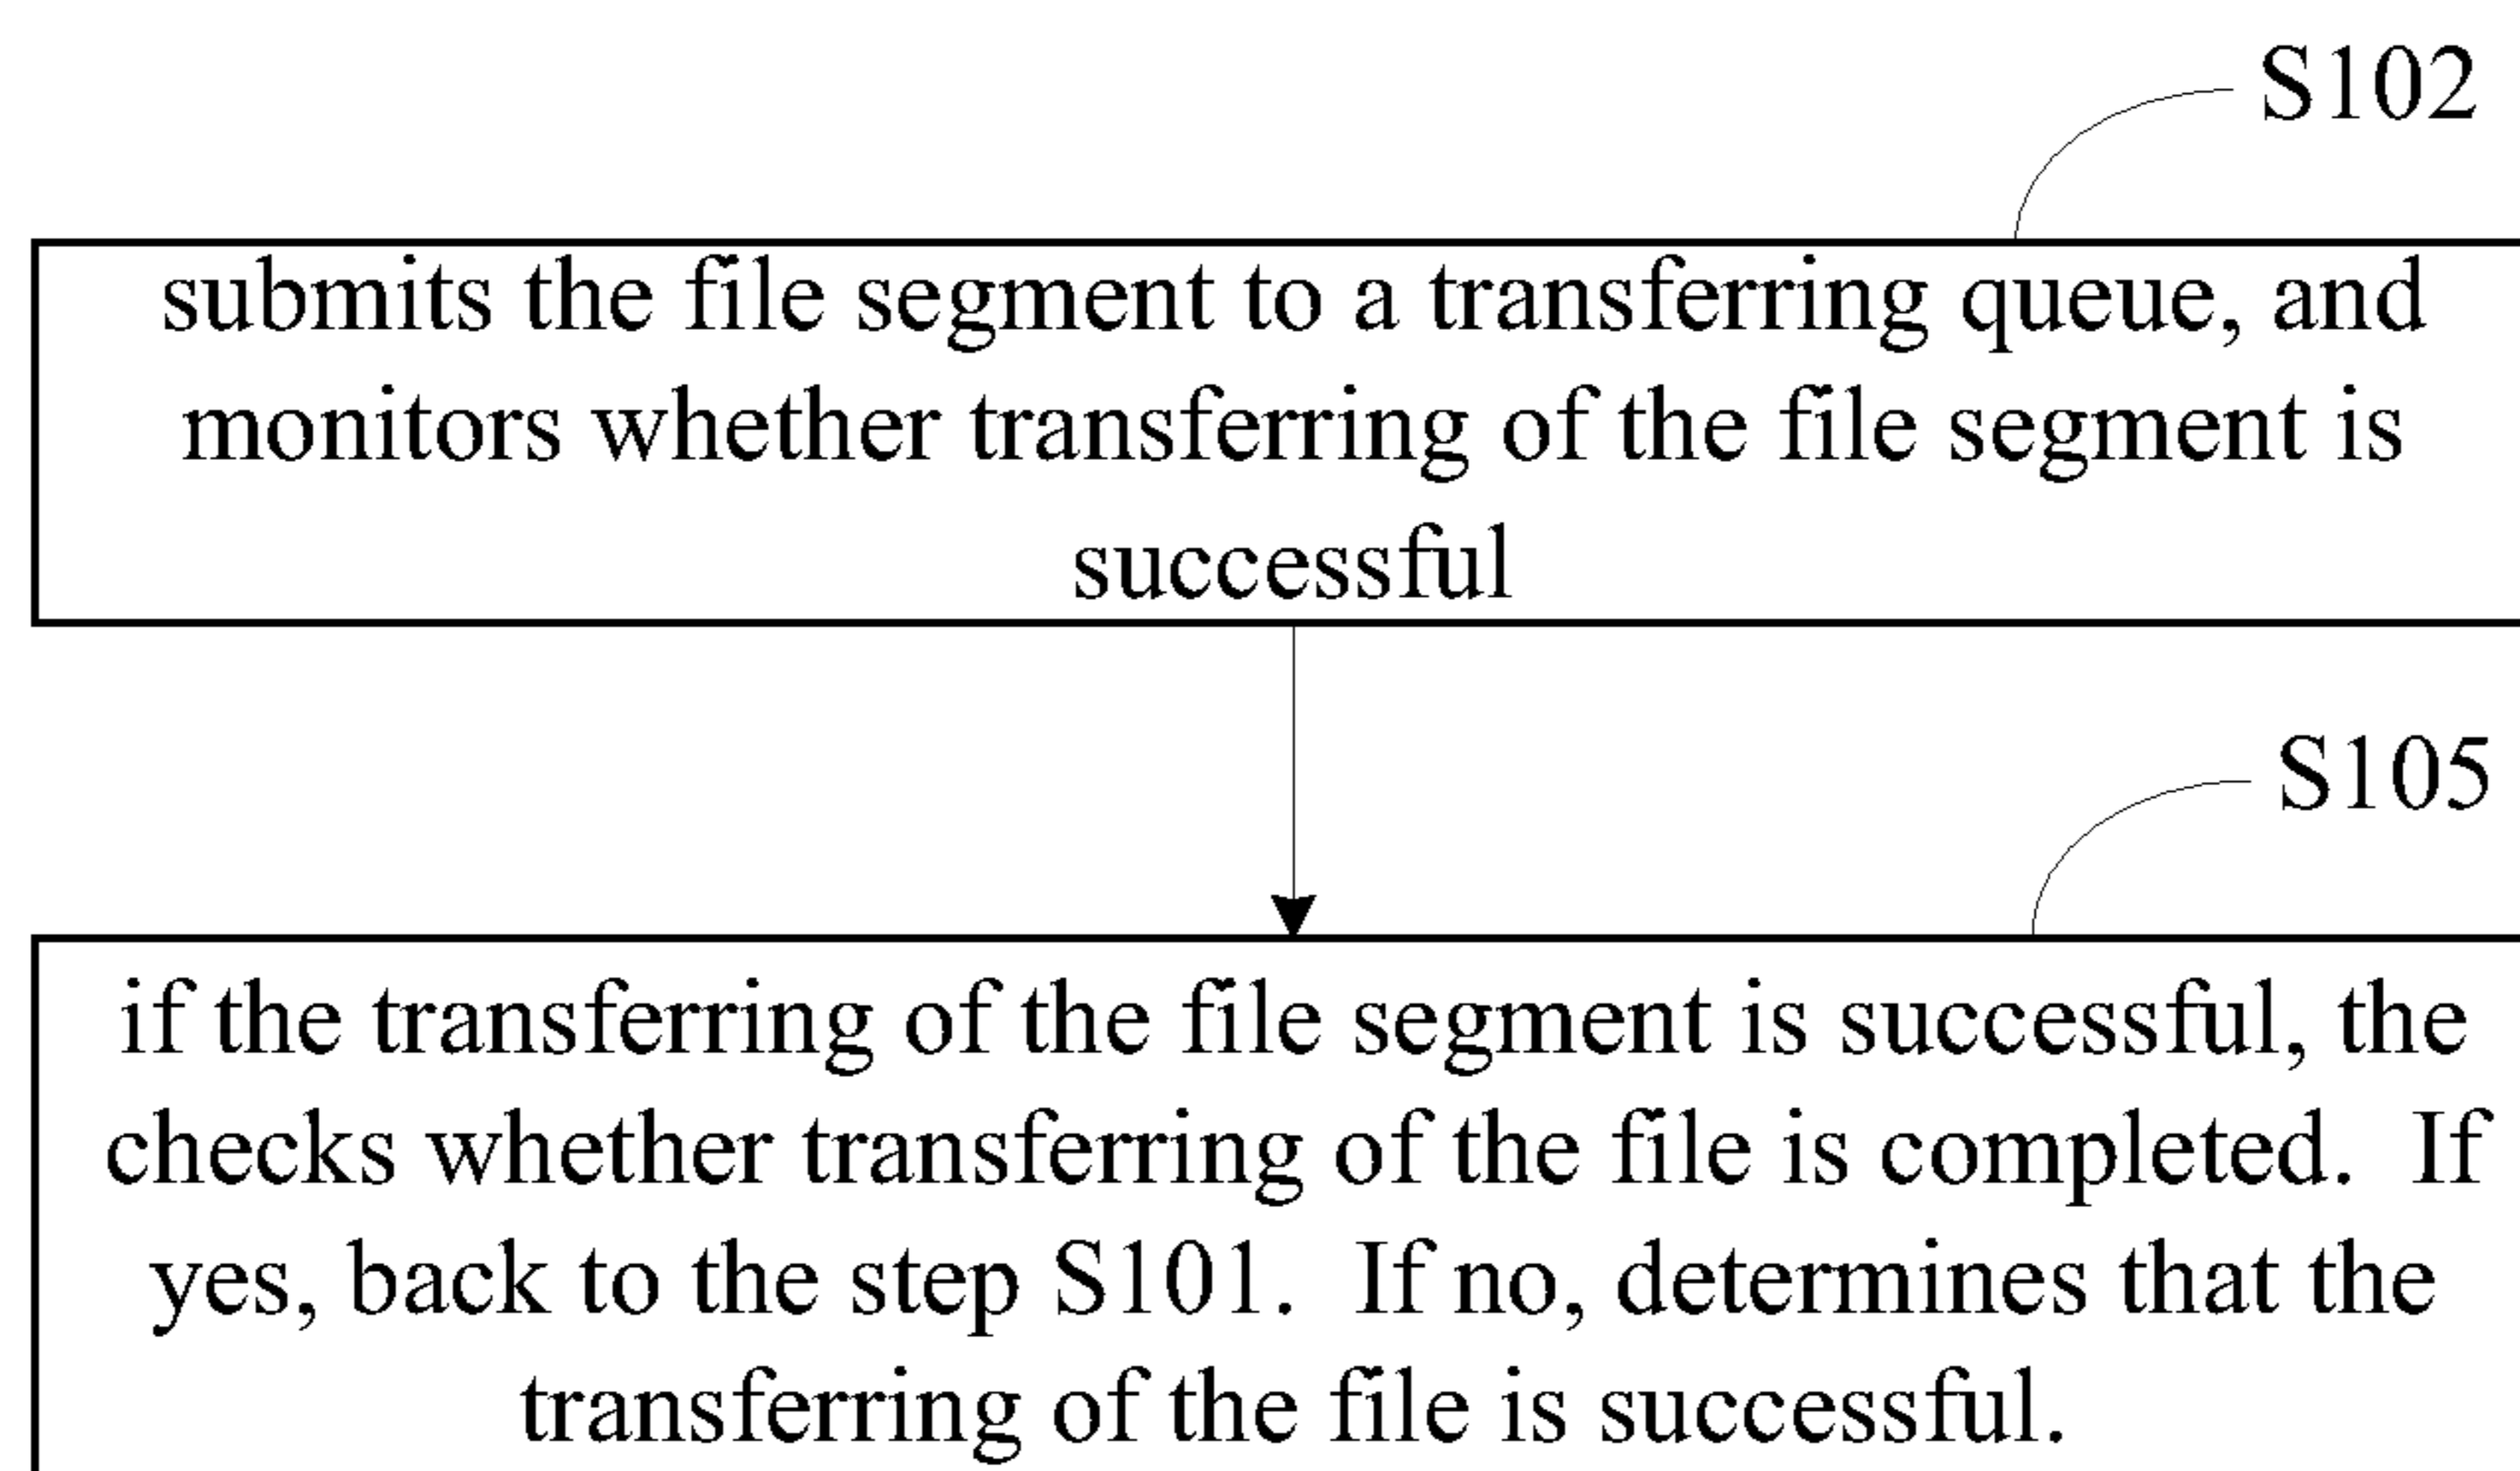 S102
submits the file segment to a transferring queue, and
monitors whether transferring of the file segment is
successful
S105
if the transferring of the file segment is successful, the
checks whether transferring of the file is completed. If
yes, back to the step S101. If no, determines that the
transferring of the file is successful.